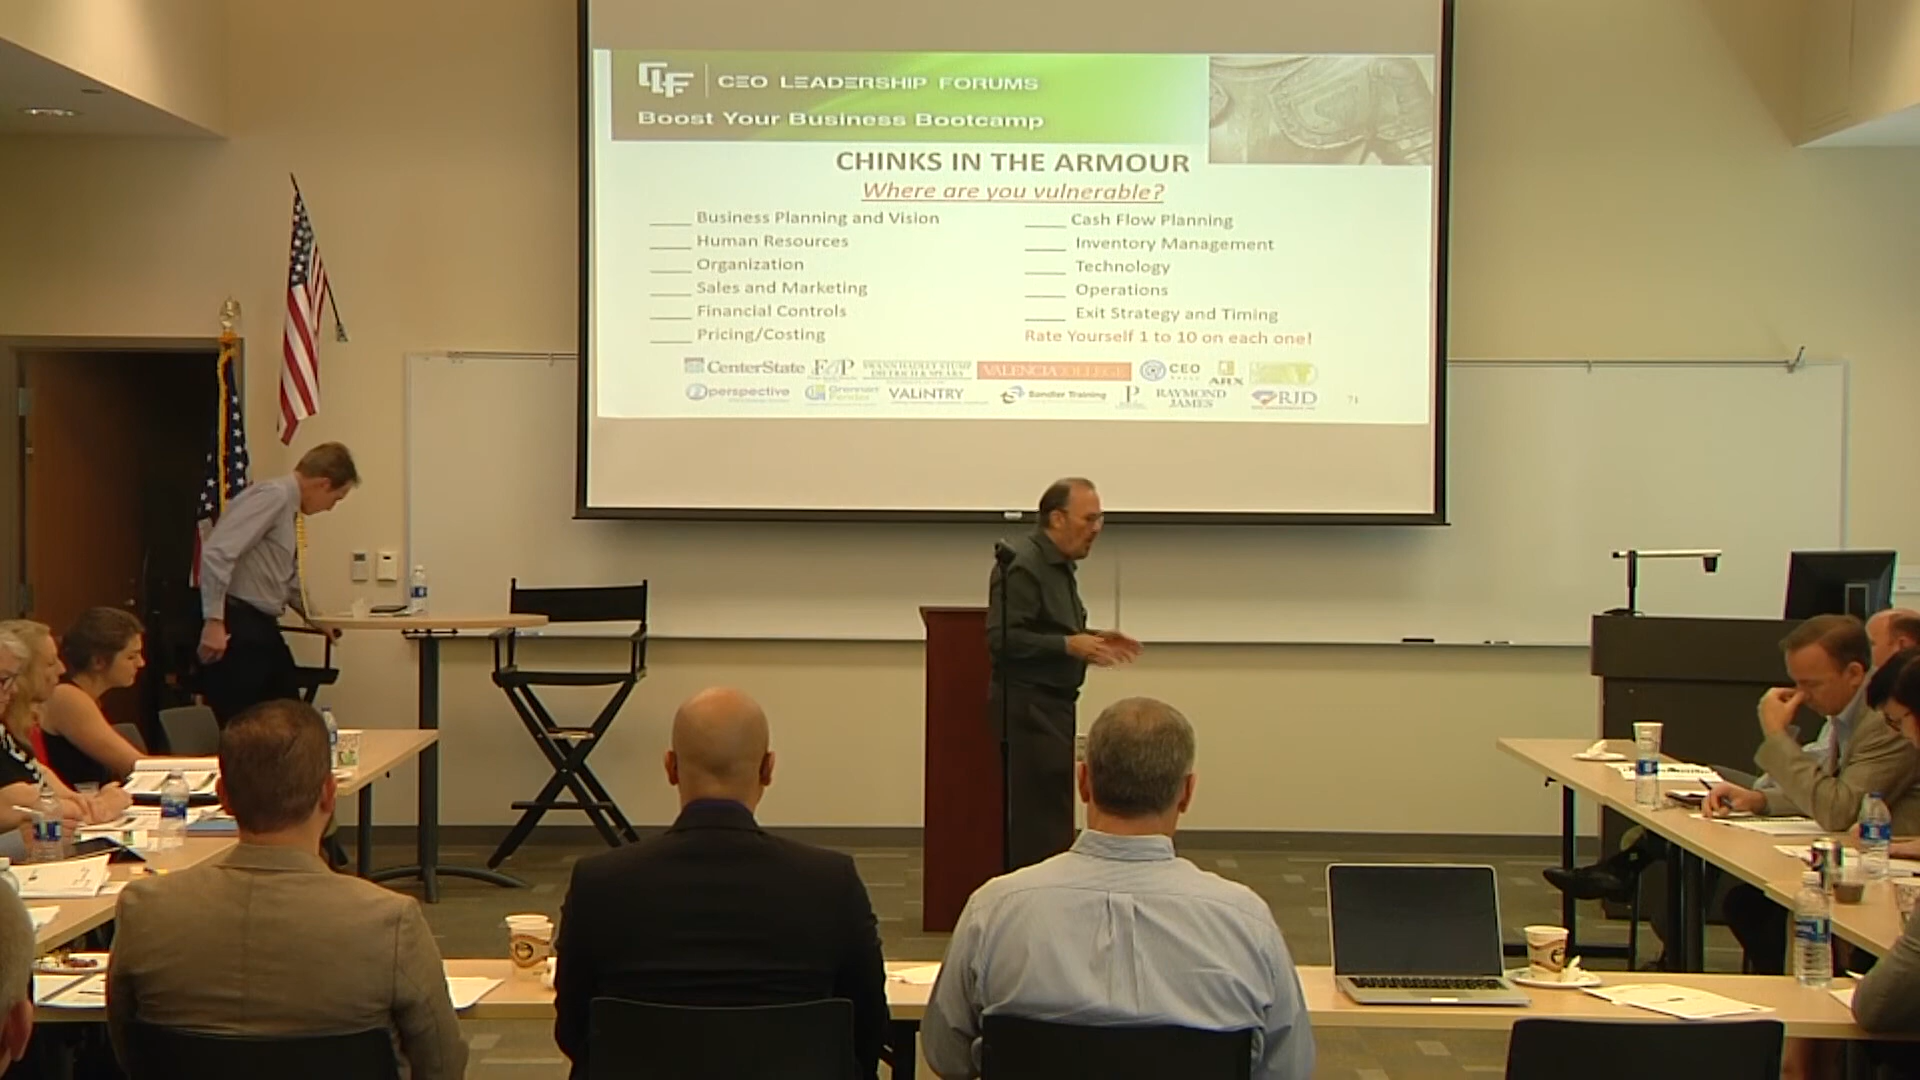 CLF CEO LEADERSHIP FORUMS
Boost Your Business Bootcamp
CHINKS IN THE ARMOUR
Where are you vulnerable?
____ Business Planning and Vision
____ Human Resources
____ Organization
____ Sales and Marketing
____ Financial Controls
____ Pricing/Costing
____ Cash Flow Planning
____ Inventory Management
____ Technology
____ Operations
____ Exit Strategy and Timing
Rate Yourself 1 to 10 on each one!
CenterState
VALENCIACOLLEGE
CEO
perspective
VALiNTRY
Sandler Training
RAYMOND
JAMES
RJD
71